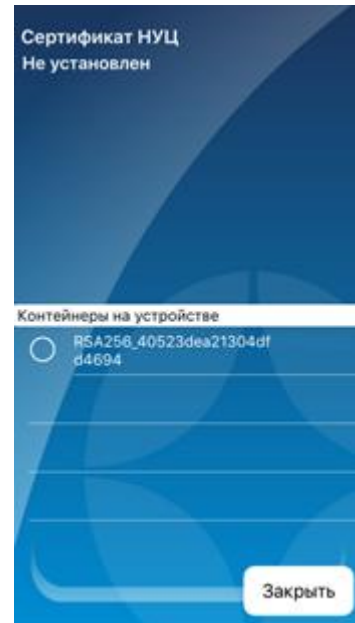 Сертификат НУЦ
Не установлен
Контейнеры на устройстве
RSA256_40523dea21304df
d4694
Закрыть